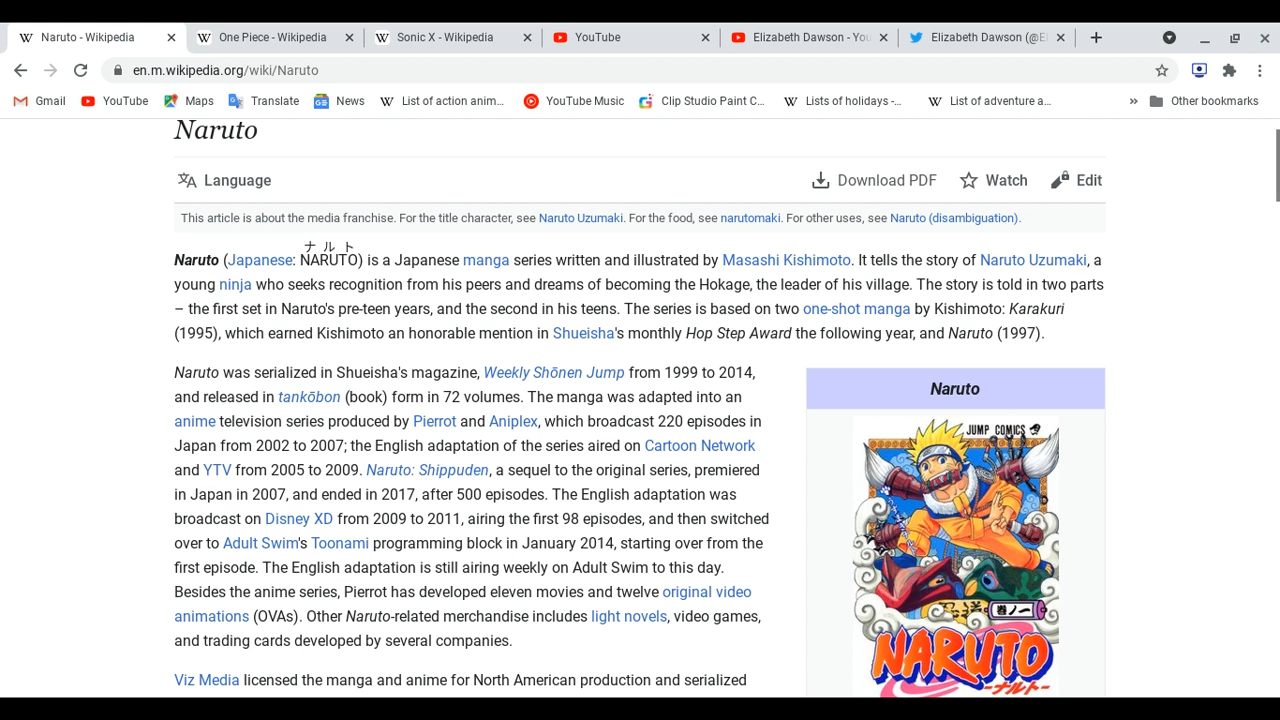 Naruto - Wikipedia
One Piece - Wikipedia
Sonic X - Wikipedia
YouTube
Elizabeth Dawson - You
Elizabeth Dawson (@El
en.m.wikipedia.org/wiki/Naruto
Gmail
YouTube
Maps
Translate
News
List of action anim...
YouTube Music
Clip Studio Paint C...
Lists of holidays -...
List of adventure a...
Other bookmarks
Naruto
Language
Download PDF
Watch
Edit
This article is about the media franchise. For the title character, see Naruto Uzumaki. For the food, see narutomaki. For other uses, see Naruto (disambiguation).
ナルト
Naruto (Japanese: NARUTO) is a Japanese manga series written and illustrated by Masashi Kishimoto. It tells the story of Naruto Uzumaki, a
young ninja who seeks recognition from his peers and dreams of becoming the Hokage, the leader of his village. The story is told in two parts
– the first set in Naruto's pre-teen years, and the second in his teens. The series is based on two one-shot manga by Kishimoto: Karakuri
(1995), which earned Kishimoto an honorable mention in Shueisha's monthly Hop Step Award the following year, and Naruto (1997).
Naruto was serialized in Shueisha's magazine, Weekly Shōnen Jump from 1999 to 2014,
and released in tankōbon (book) form in 72 volumes. The manga was adapted into an
anime television series produced by Pierrot and Aniplex, which broadcast 220 episodes in
Japan from 2002 to 2007; the English adaptation of the series aired on Cartoon Network
and YTV from 2005 to 2009. Naruto: Shippuden, a sequel to the original series, premiered
in Japan in 2007, and ended in 2017, after 500 episodes. The English adaptation was
broadcast on Disney XD from 2009 to 2011, airing the first 98 episodes, and then switched
over to Adult Swim's Toonami programming block in January 2014, starting over from the
first episode. The English adaptation is still airing weekly on Adult Swim to this day.
Besides the anime series, Pierrot has developed eleven movies and twelve original video
animations (OVAs). Other Naruto-related merchandise includes light novels, video games,
and trading cards developed by several companies.
Viz Media licensed the manga and anime for North American production and serialized
Naruto
JUMP COMICS
巻ノ一
NARUTO
-ナルト-